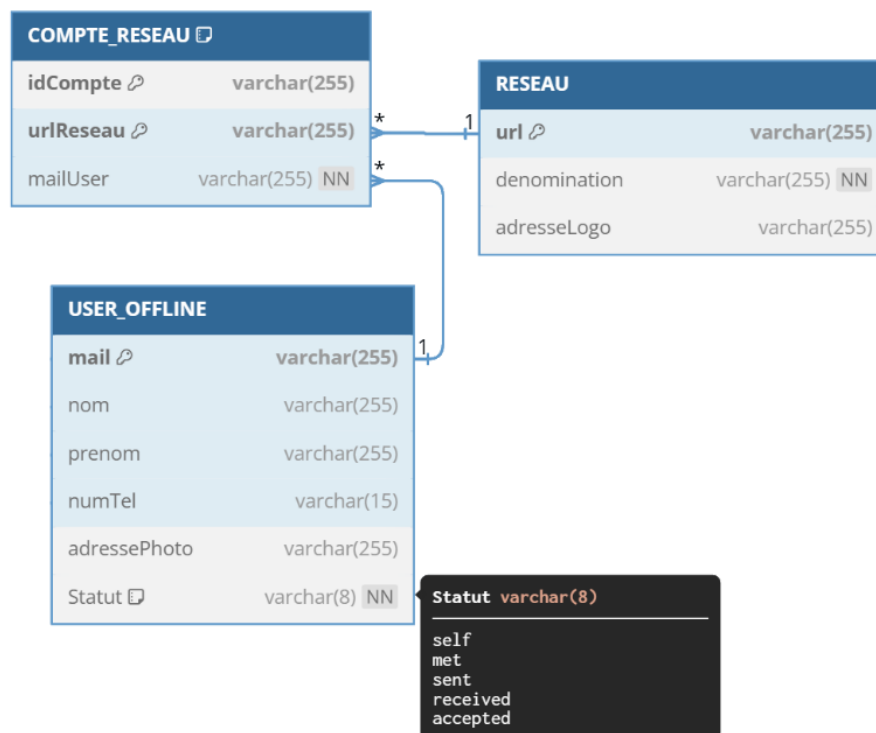 COMPTE_RESEAU
idCompte varchar(255)
urlReseau varchar(255)
mailUser varchar(255) NN
* 1
*
RESEAU
url varchar(255)
denomination varchar(255) NN
adresseLogo varchar(255)
USER_OFFLINE
mail varchar(255)
1
nom varchar(255)
prenom varchar(255)
numTel varchar(15)
adressePhoto varchar(255)
Statut varchar(8) NN
Statut varchar(8)
self
met
sent
received
accepted